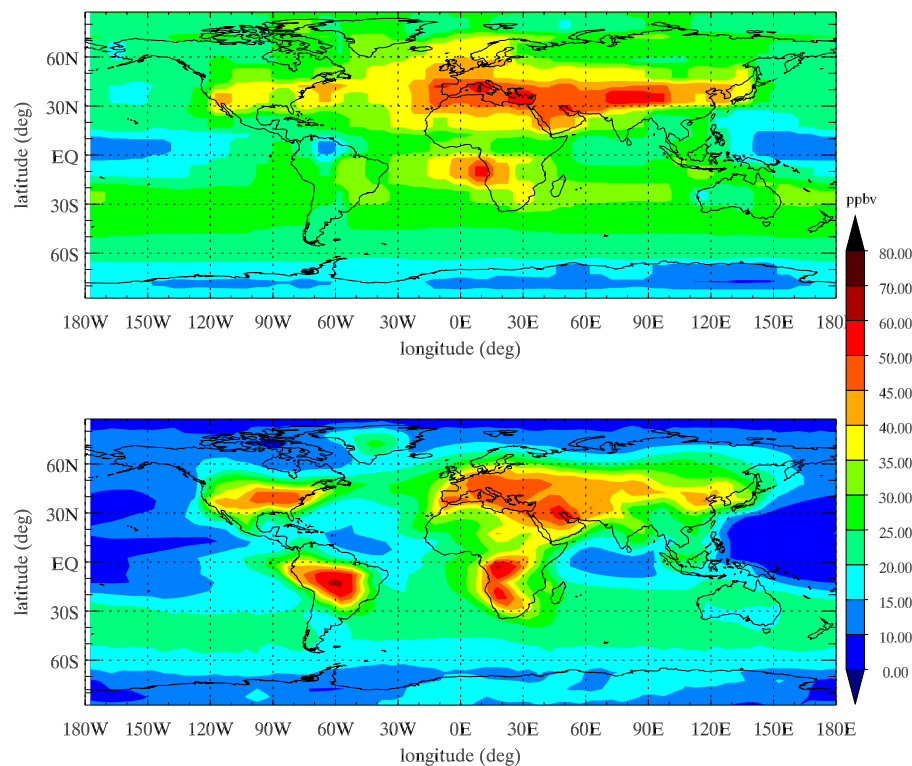 60N
30N
EQ
30S
60S
latitude (deg)
180W 150W 120W 90W 60W 30W 0E 30E 60E 90E 120E 150E 180E
longitude (deg)
ppbv
80.00
70.00
60.00
50.00
45.00
40.00
35.00
30.00
25.00
20.00
15.00
10.00
0.00
60N
30N
EQ
30S
60S
latitude (deg)
180W 150W 120W 90W 60W 30W 0E 30E 60E 90E 120E 150E 180E
longitude (deg)